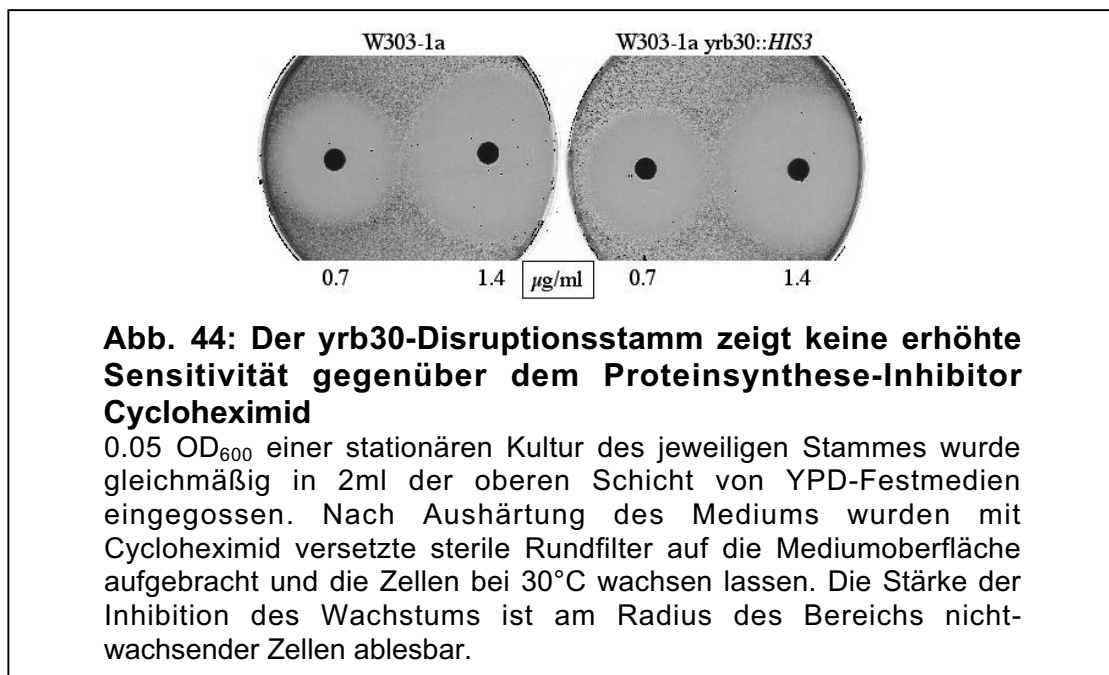 W303-1a W303-1a yrb30::HIS3
0.7 1.4 µg/ml 0.7 1.4
Abb. 44: Der yrb30-Disruptionsstamm zeigt keine erhöhte
Sensitivität gegenüber dem Proteinsynthese-Inhibitor
Cycloheximid
0.05 OD₆₀₀ einer stationären Kultur des jeweiligen Stammes wurde
gleichmäßig in 2ml der oberen Schicht von YPD-Festmedien
eingegossen. Nach Aushärtung des Mediums wurden mit
Cycloheximid versetzte sterile Rundfilter auf die Mediumoberfläche
aufgebracht und die Zellen bei 30°C wachsen lassen. Die Stärke der
Inhibition des Wachstums ist am Radius des Bereichs nicht-
wachsender Zellen ablesbar.